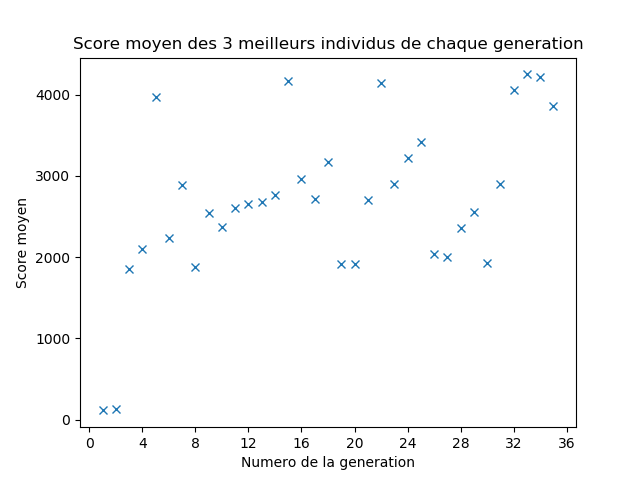 Score moyen des 3 meilleurs individus de chaque generation
4000
3000
2000
1000
0
Score moyen
0 4 8 12 16 20 24 28 32 36
Numero de la generation